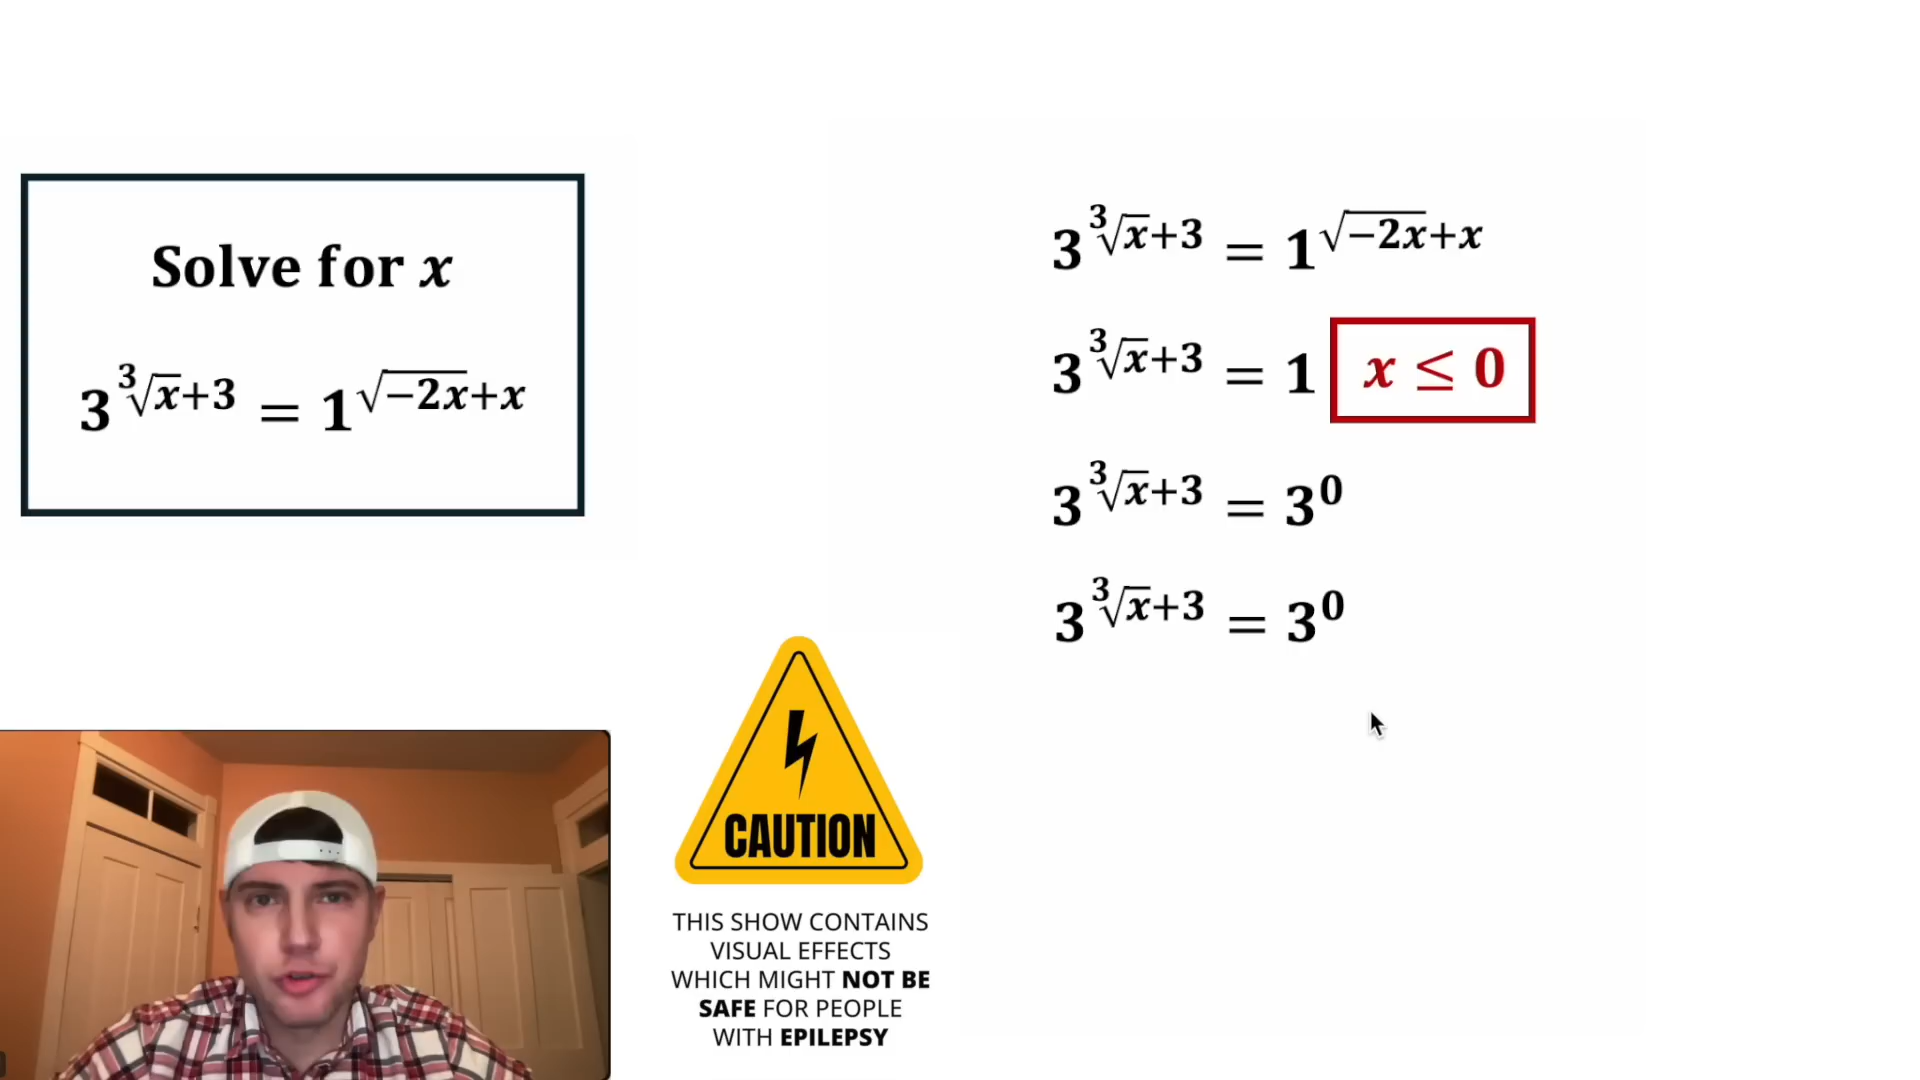 Solve for x
3^{∛x+3} = 1^{√−2x+x}
3^{∛x+3} = 1^{√−2x+x}
3^{∛x+3} = 1 x ≤ 0
3^{∛x+3} = 3^0
3^{∛x+3} = 3^0
CAUTION
THIS SHOW CONTAINS
VISUAL EFFECTS
WHICH MIGHT NOT BE
SAFE FOR PEOPLE
WITH EPILEPSY